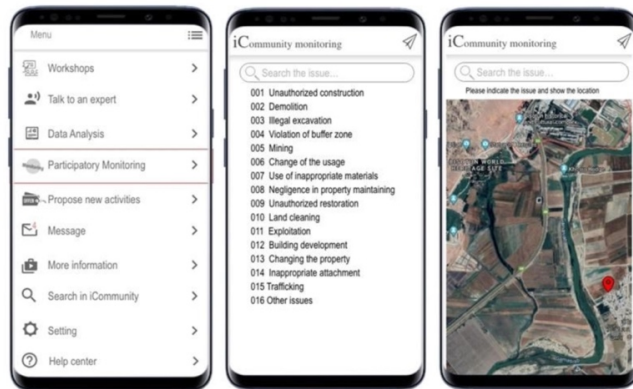 Menu
Workshops
Talk to an expert
Data Analysis
Participatory Monitoring
Propose new activities
Message
More information
Search in iCommunity
Setting
Help center
iCommunity monitoring
Search the issue...
001 Unauthorized construction
002 Demolition
003 Illegal excavation
004 Violation of buffer zone
005 Mining
006 Change of the usage
007 Use of inappropriate materials
008 Negligence in property maintaining
009 Unauthorized restoration
010 Land cleaning
011 Exploitation
012 Building development
013 Changing the property
014 Inappropriate attachment
015 Trafficking
016 Other issues
iCommunity monitoring
Search the issue...
Please indicate the issue and show the location
WORLD
HERITAGE SITE